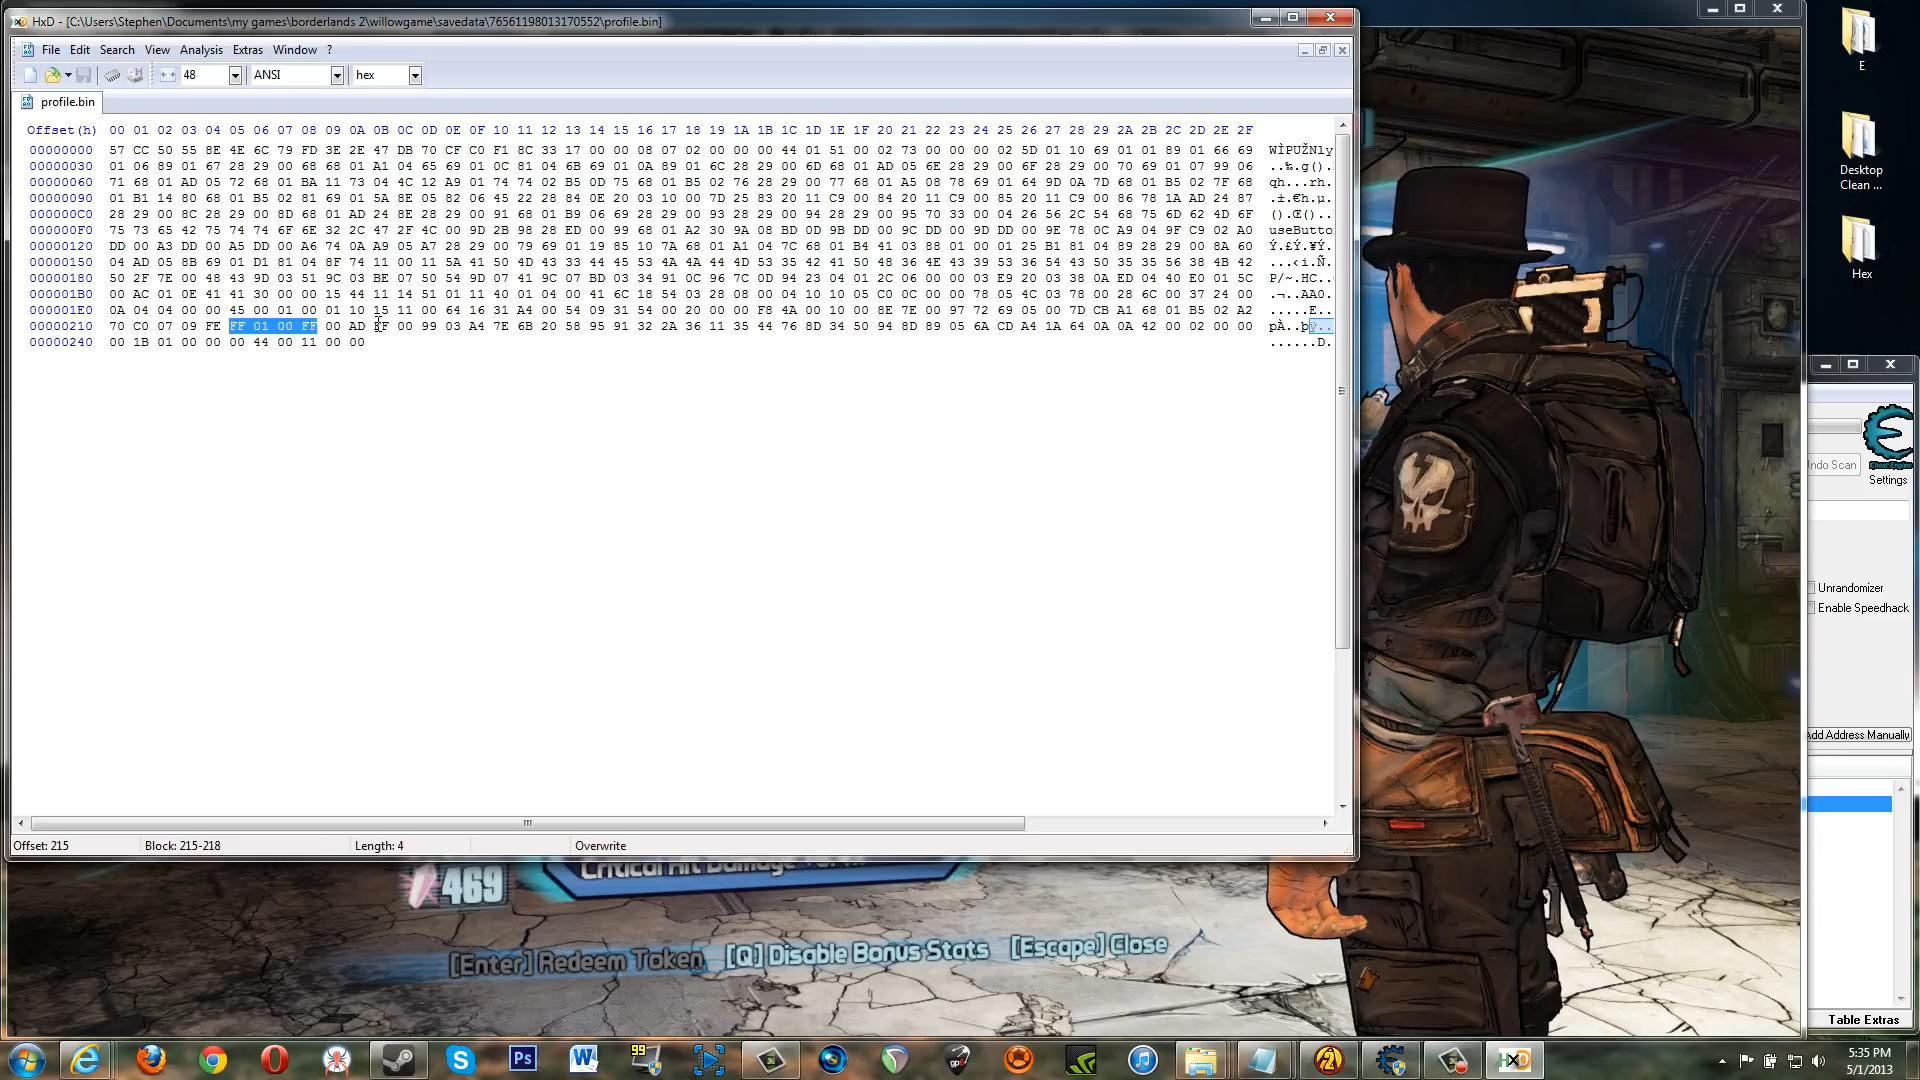 HxD - [C:\Users\Stephen\Documents\my games\borderlands 2\willowgame\savedata\76561198013170552\profile.bin]
File Edit Search View Analysis Extras Window ?
48 ANSI hex
profile.bin
Offset(h) 00 01 02 03 04 05 06 07 08 09 0A 0B 0C 0D 0E 0F 10 11 12 13 14 15 16 17 18 19 1A 1B 1C 1D 1E 1F 20 21 22 23 24 25 26 27 28 29 2A 2B 2C 2D 2E 2F
00000000 57 CC 50 55 8E 4E 6C 79 FD 3E 2E 47 DB 70 CF C0 F1 8C 33 17 00 00 08 07 02 00 00 00 44 01 51 00 02 73 00 00 00 02 5D 01 10 69 01 01 89 01 66 69 WÌPUŽNly
00000030 01 06 89 01 67 28 29 00 68 68 01 A1 04 65 69 01 0C 81 04 6B 69 01 0A 89 01 6C 28 29 00 6D 68 01 AD 05 6E 28 29 00 6F 28 29 00 70 69 01 07 99 06 ..‰.g().
00000060 71 68 01 AD 05 72 68 01 BA 11 73 04 4C 12 A9 01 74 74 02 B5 0D 75 68 01 B5 02 76 28 29 00 77 68 01 A5 08 78 69 01 64 9D 0A 7D 68 01 B5 02 7F 68 qh...rh.
00000090 01 B1 14 80 68 01 B5 02 81 69 01 5A 8E 05 82 06 45 22 28 84 0E 20 03 10 00 7D 25 83 20 11 C9 00 84 20 11 C9 00 85 20 11 C9 00 86 78 1A AD 24 87 .±.€h.µ.
000000C0 28 29 00 8C 28 29 00 8D 68 01 AD 24 8E 28 29 00 91 68 01 B9 06 69 28 29 00 93 28 29 00 94 28 29 00 95 70 33 00 04 26 56 2C 54 68 75 6D 62 4D 6F ().Œ()..
000000F0 75 73 65 42 75 74 74 6F 6E 32 2C 47 2F 4C 00 9D 2B 98 28 ED 00 99 68 01 A2 30 9A 08 BD 0D 9B DD 00 9C DD 00 9D DD 00 9E 78 0C A9 04 9F C9 02 A0 useButto
00000120 DD 00 A3 DD 00 A5 DD 00 A6 74 0A A9 05 A7 28 29 00 79 69 01 19 85 10 7A 68 01 A1 04 7C 68 01 B4 41 03 88 01 00 01 25 B1 81 04 89 28 29 00 8A 60 Ý.£Ý.¥Ý.
00000150 04 AD 05 8B 69 01 D1 81 04 8F 74 11 00 11 5A 41 50 4D 43 33 44 45 53 4A 4A 44 4D 53 35 42 41 50 48 36 4E 43 39 53 36 54 43 50 35 35 56 38 4B 42 ...‹i.Ñ.
00000180 50 2F 7E 00 48 43 9D 03 51 9C 03 BE 07 50 54 9D 07 41 9C 07 BD 03 34 91 0C 96 7C 0D 94 23 04 01 2C 06 00 00 03 E9 20 03 38 0A ED 04 40 E0 01 5C P/~.HC..
000001B0 00 AC 01 0E 41 41 30 00 00 15 44 11 14 51 01 11 40 01 04 00 41 6C 18 54 03 28 08 00 04 10 10 05 C0 0C 00 00 78 05 4C 03 78 00 28 6C 00 37 24 00 .¬..AA0.
000001E0 0A 04 04 00 00 45 00 01 00 01 10 15 11 00 64 16 31 A4 00 54 09 31 54 00 20 00 00 F8 4A 00 10 00 8E 7E 00 97 72 69 05 00 7D CB A1 68 01 B5 02 A2 .....E..
00000210 70 C0 07 09 FE FF 01 00 FF 00 AD FF 00 99 03 A4 7E 6B 20 58 95 91 32 2A 36 11 35 44 76 8D 34 50 94 8D 89 05 6A CD A4 1A 64 0A 0A 42 00 02 00 00 pÀ..þÿ..
00000240 00 1B 01 00 00 00 44 00 11 00 00 ......D.
Offset: 215 Block: 215-218 Length: 4 Overwrite
Critical Hit Damage
469
[Enter] Redeem Token [Q] Disable Bonus Stats [Escape] Close
E
Desktop Clean ...
Hex
Undo Scan
Cheat Engine
Settings
Unrandomizer
Enable Speedhack
Add Address Manually
Table Extras
99
Ps
5:35 PM
5/1/2013